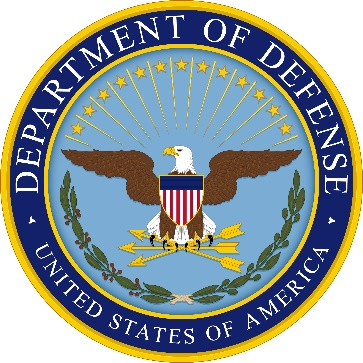 DEPARTMENT OF DEFENSE
UNITED STATES OF AMERICA